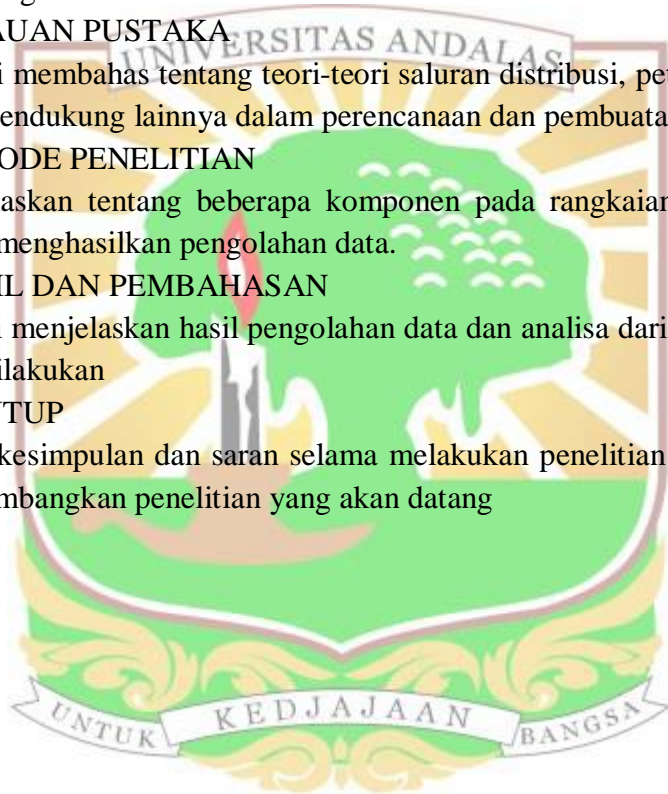 AUAN PUSTAKA
UNIVERSITAS ANDALAS
i membahas tentang teori-teori saluran distribusi, pet
endukung lainnya dalam perencanaan dan pembuata
ODE PENELITIAN
askan tentang beberapa komponen pada rangkaian
menghasilkan pengolahan data.
IL DAN PEMBAHASAN
i menjelaskan hasil pengolahan data dan analisa dari
ilakukan
UTUP
kesimpulan dan saran selama melakukan penelitian
mbangkan penelitian yang akan datang
UNTUK KEDJAJAAN BANGSA